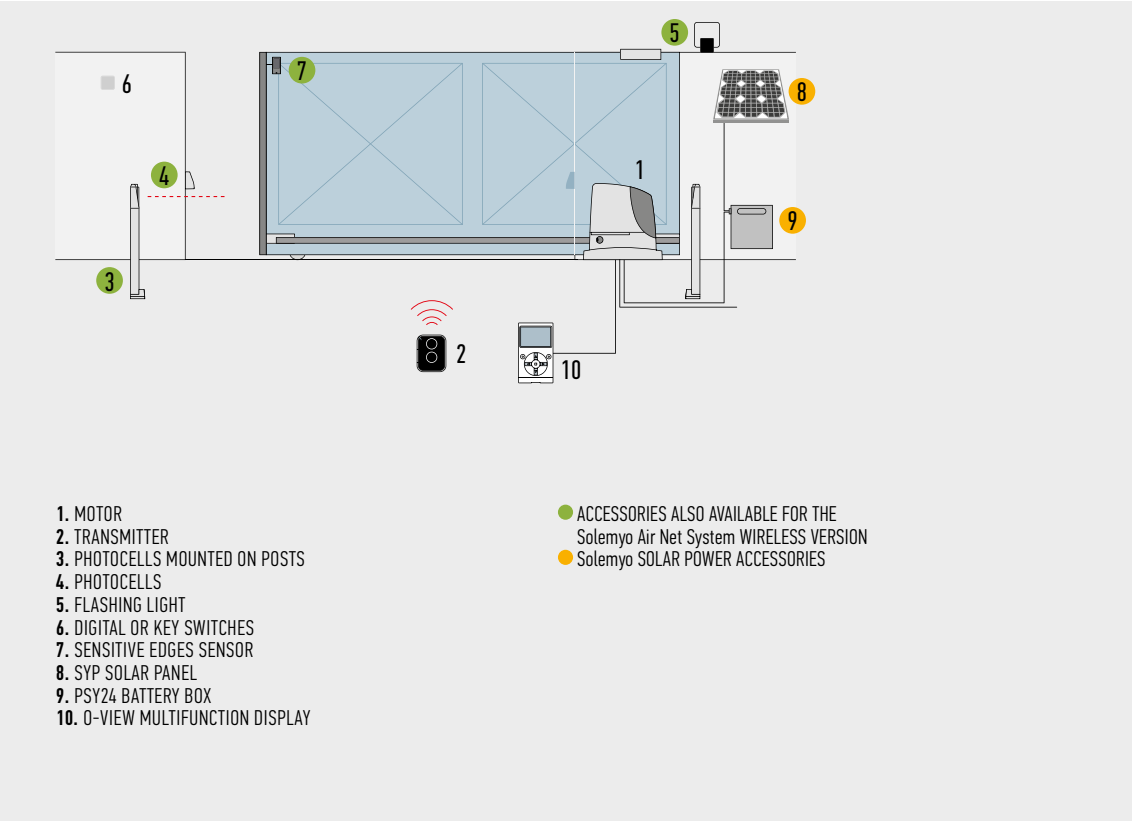 5
7
6
8
4
1
9
3
2
10
1. MOTOR
2. TRANSMITTER
3. PHOTOCELLS MOUNTED ON POSTS
4. PHOTOCELLS
5. FLASHING LIGHT
6. DIGITAL OR KEY SWITCHES
7. SENSITIVE EDGES SENSOR
8. SYP SOLAR PANEL
9. PSY24 BATTERY BOX
10. O-VIEW MULTIFUNCTION DISPLAY
ACCESSORIES ALSO AVAILABLE FOR THE
Solemyo Air Net System WIRELESS VERSION
Solemyo SOLAR POWER ACCESSORIES